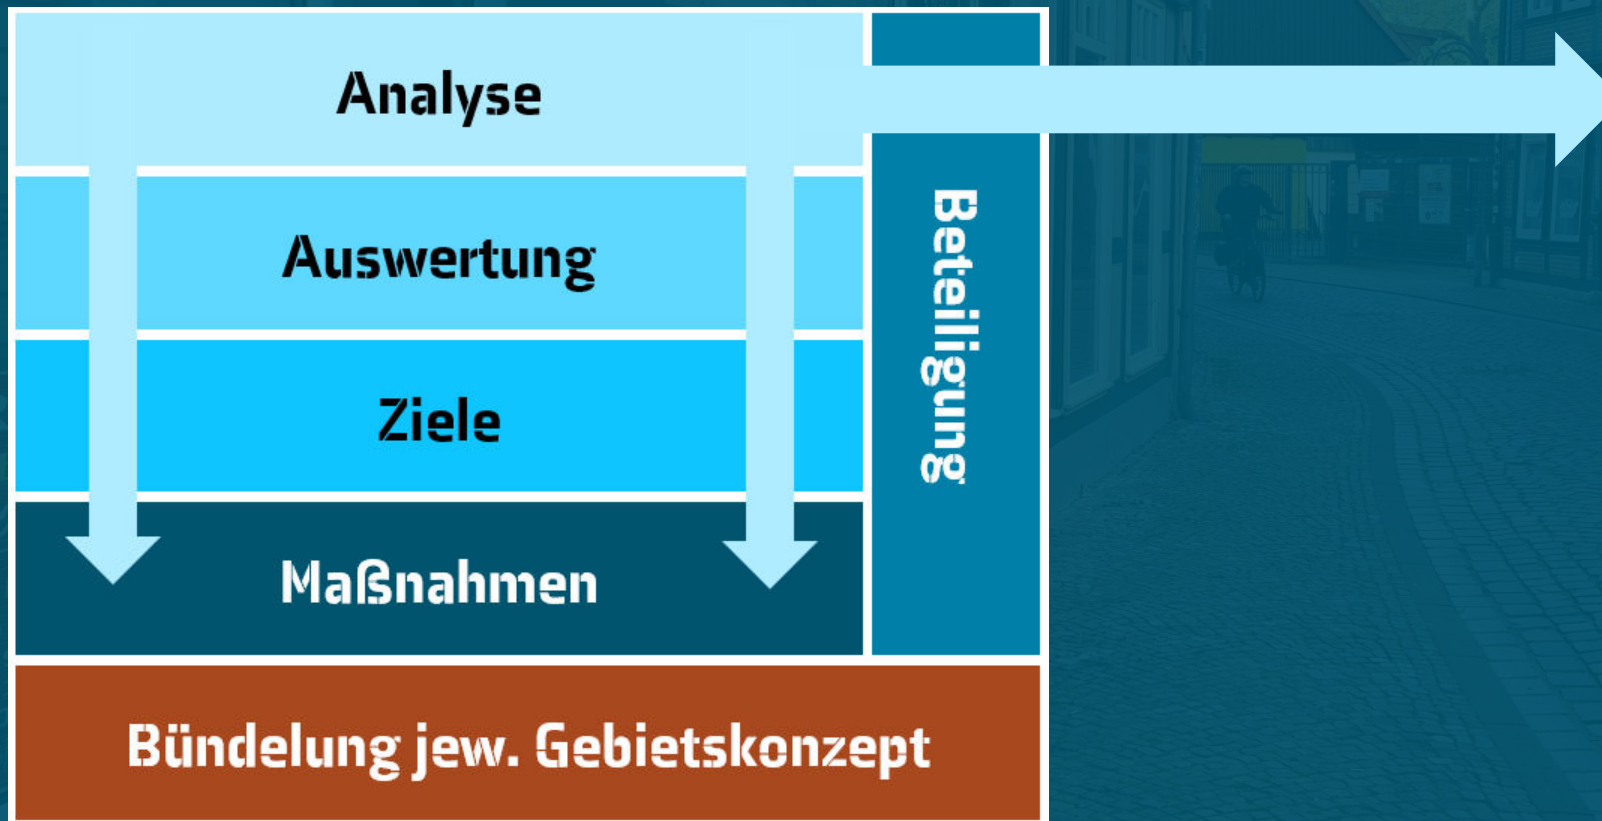 Analyse
Auswertung
Ziele
Maßnahmen
Beteiligung
Bündelung jew. Gebietskonzept